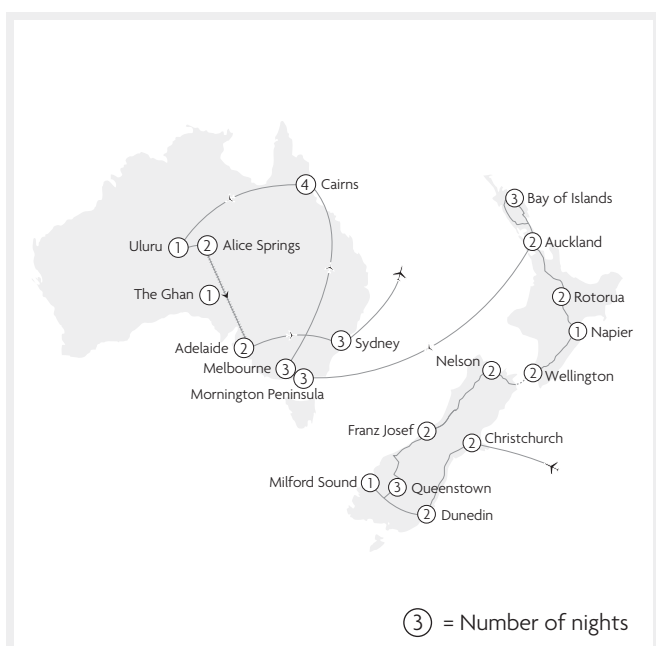 4 Cairns
3 Bay of Islands
2 Auckland
Uluru 1
2 Alice Springs
The Ghan 1
2 Rotorua
1 Napier
Adelaide 2
3 Sydney
Melbourne 3
3
Mornington Peninsula
Nelson 2
2 Wellington
Franz Josef 2
2 Christchurch
Milford Sound 1
3 Queenstown
2 Dunedin
3 = Number of nights